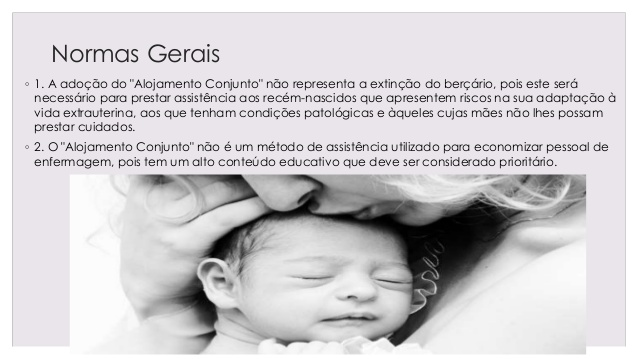 Normas Gerais
◦ 1. A adoção do "Alojamento Conjunto" não representa a extinção do berçário, pois este será
necessário para prestar assistência aos recém-nascidos que apresentem riscos na sua adaptação à
vida extrauterina, aos que tenham condições patológicas e àqueles cujas mães não lhes possam
prestar cuidados.
◦ 2. O "Alojamento Conjunto" não é um método de assistência utilizado para economizar pessoal de
enfermagem, pois tem um alto conteúdo educativo que deve ser considerado prioritário.